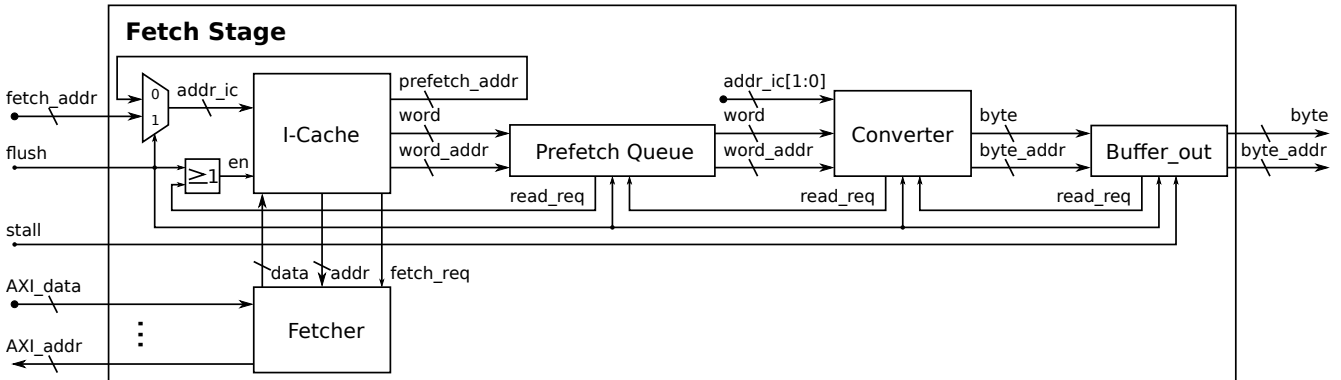 Fetch Stage
prefetch_addr
addr_ic[1:0]
fetch_addr
0
1
addr_ic
I-Cache
word
word_addr
Prefetch Queue
word
word_addr
Converter
byte
byte_addr
Buffer_out
byte
byte_addr
flush
≥1
en
read_req
read_req
read_req
stall
data
addr
fetch_req
AXI_data
Fetcher
AXI_addr